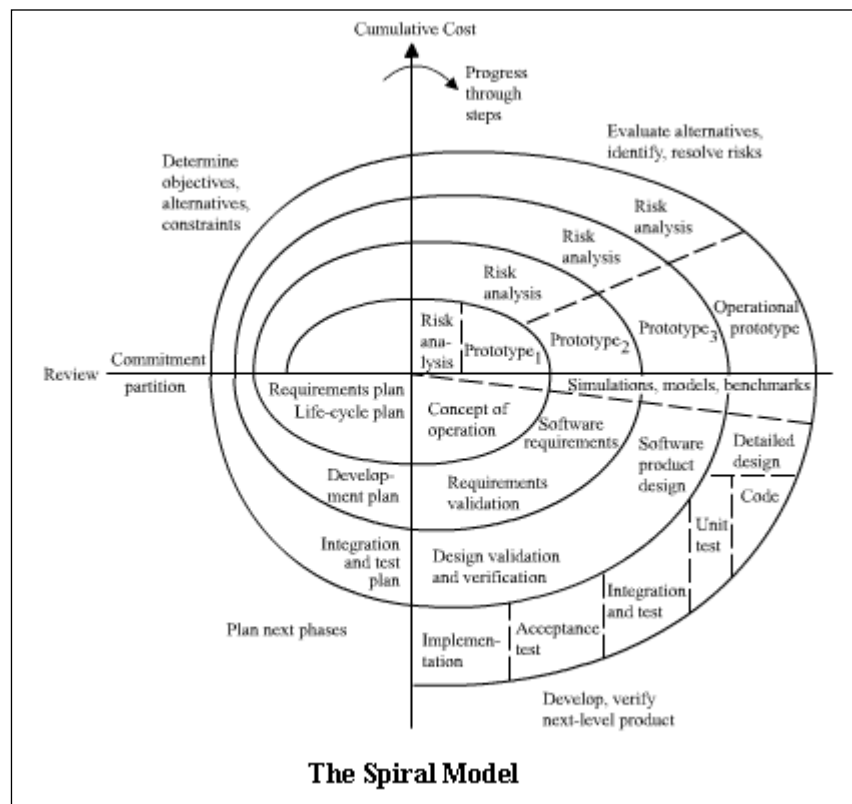 Cumulative Cost
Progress
through
steps
Evaluate alternatives,
identify, resolve risks
Determine
objectives,
alternatives,
constraints
Risk
analysis
Risk
analysis
Risk
analysis
Risk
ana-
lysis
Prototype1
Prototype2
Prototype3
Operational
prototype
Review
Commitment
partition
Requirements plan
Life-cycle plan
Concept of
operation
Simulations, models, benchmarks
Software
requirements
Software
product
design
Detailed
design
Code
Develop-
ment plan
Requirements
validation
Unit
test
Integration
and test
plan
Design validation
and verification
Integration
and test
Acceptance
test
Implemen-
tation
Plan next phases
Develop, verify
next-level product
The Spiral Model